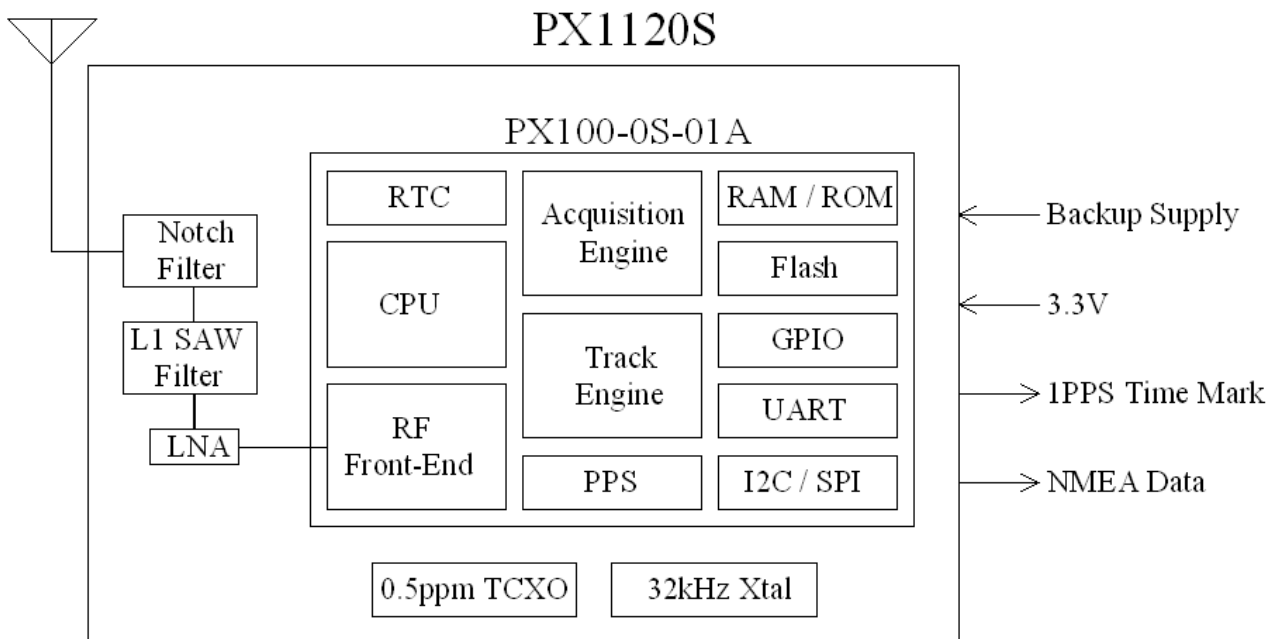 PX1120S
PX100-0S-01A
Notch
Filter
L1 SAW
Filter
LNA
RTC
CPU
RF
Front-End
Acquisition
Engine
Track
Engine
PPS
RAM / ROM
Flash
GPIO
UART
I2C / SPI
0.5ppm TCXO
32kHz Xtal
Backup Supply
3.3V
1PPS Time Mark
NMEA Data